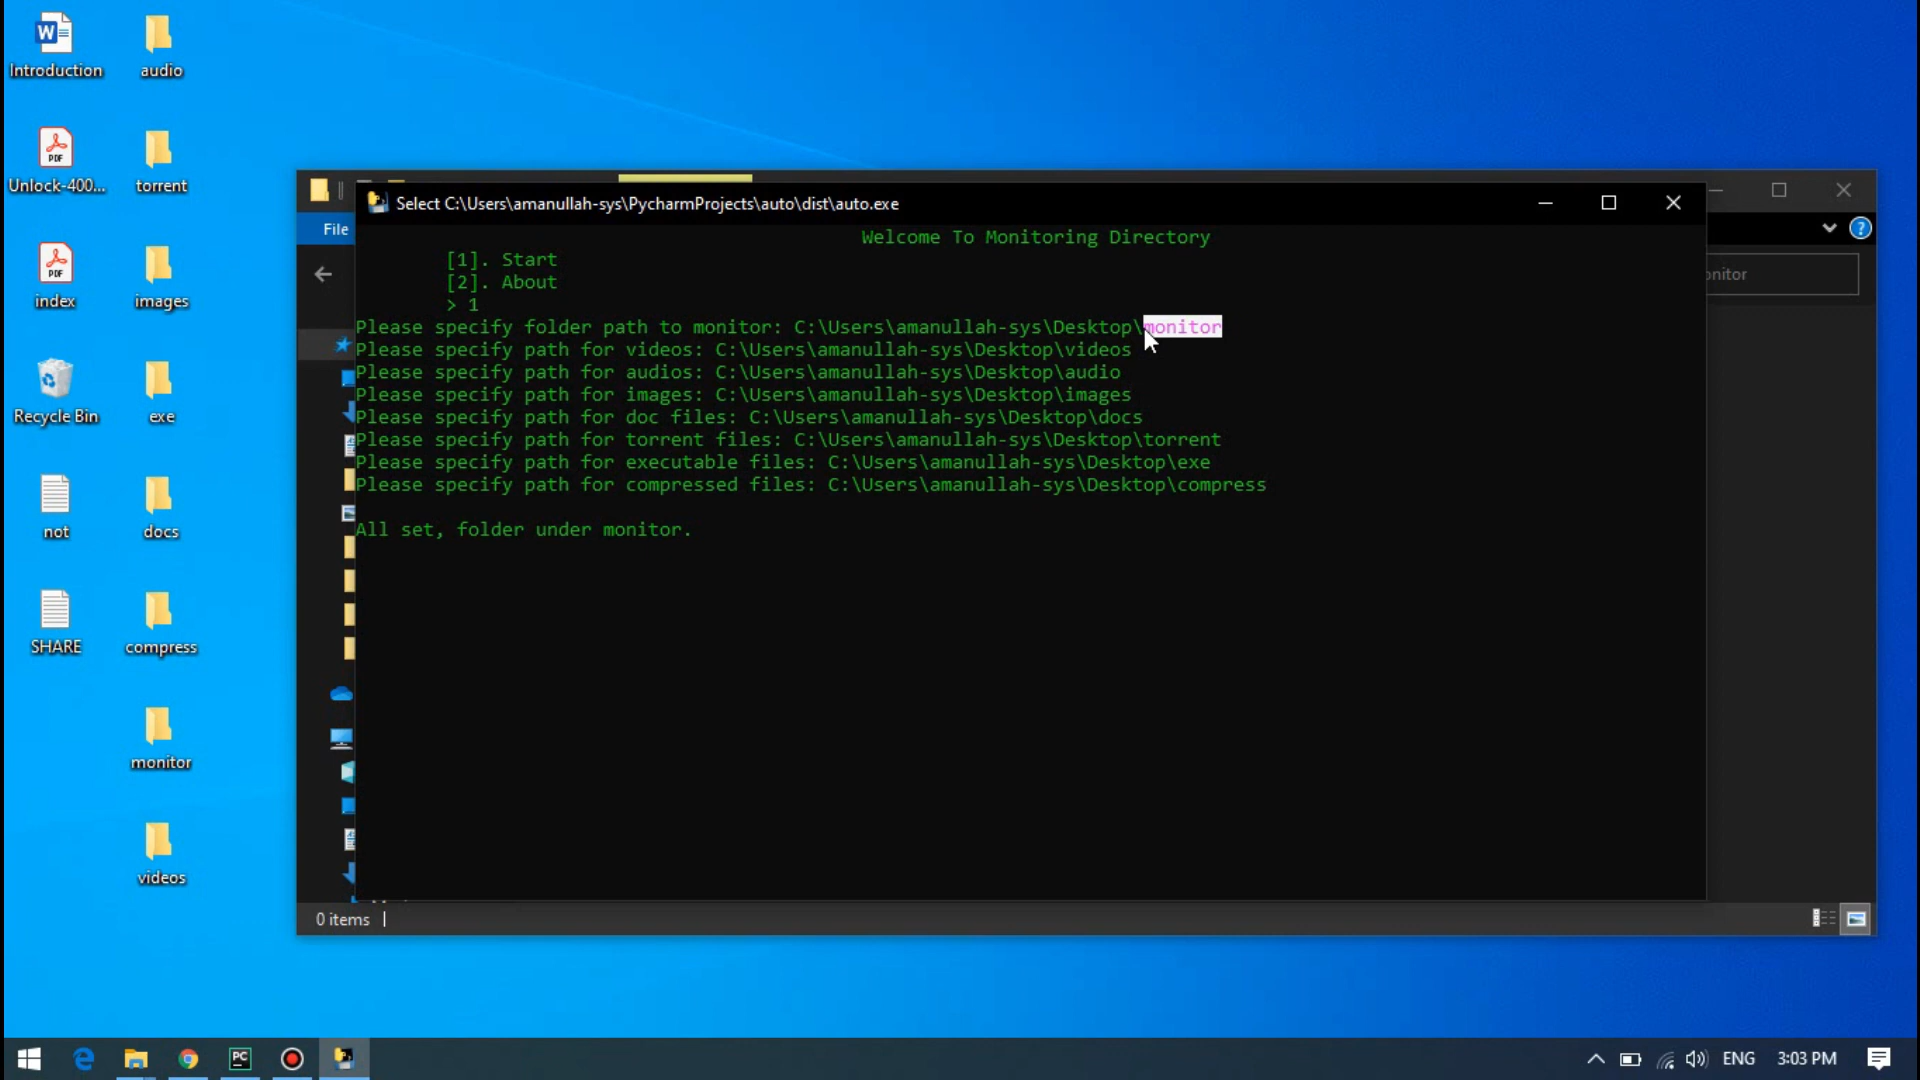 Introduction
audio
Unlock-400...
torrent
index
images
Recycle Bin
exe
not
docs
SHARE
compress
monitor
videos
File
Select C:\Users\amanullah-sys\PycharmProjects\auto\dist\auto.exe
Welcome To Monitoring Directory
[1]. Start
[2]. About
> 1
Please specify folder path to monitor: C:\Users\amanullah-sys\Desktop\monitor
Please specify path for videos: C:\Users\amanullah-sys\Desktop\videos
Please specify path for audios: C:\Users\amanullah-sys\Desktop\audio
Please specify path for images: C:\Users\amanullah-sys\Desktop\images
Please specify path for doc files: C:\Users\amanullah-sys\Desktop\docs
Please specify path for torrent files: C:\Users\amanullah-sys\Desktop\torrent
Please specify path for executable files: C:\Users\amanullah-sys\Desktop\exe
Please specify path for compressed files: C:\Users\amanullah-sys\Desktop\compress
All set, folder under monitor.
0 items
ENG
3:03 PM